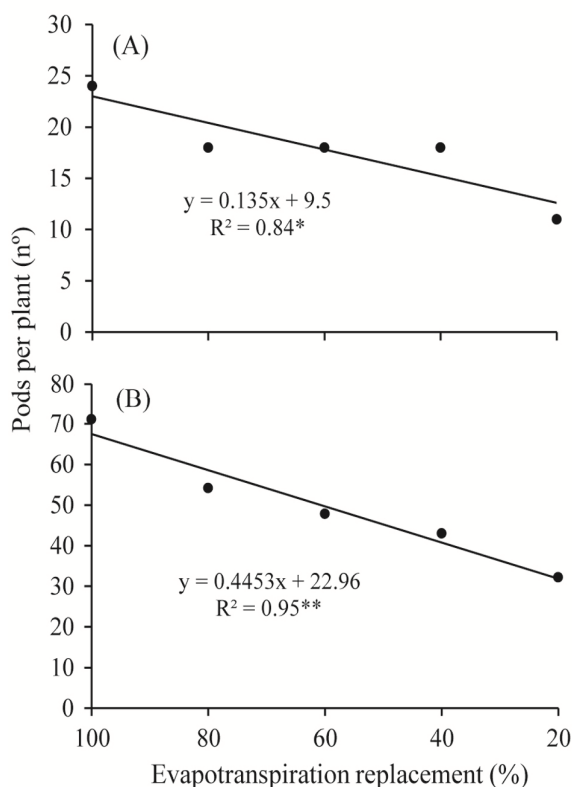 30
(A)
25
20
15
y = 0.135x + 9.5
R² = 0.84*
10
5
0
Pods per plant (nº)
80
(B)
70
60
50
40
30
y = 0.4453x + 22.96
R² = 0.95**
20
10
0
100 80 60 40 20
Evapotranspiration replacement (%)